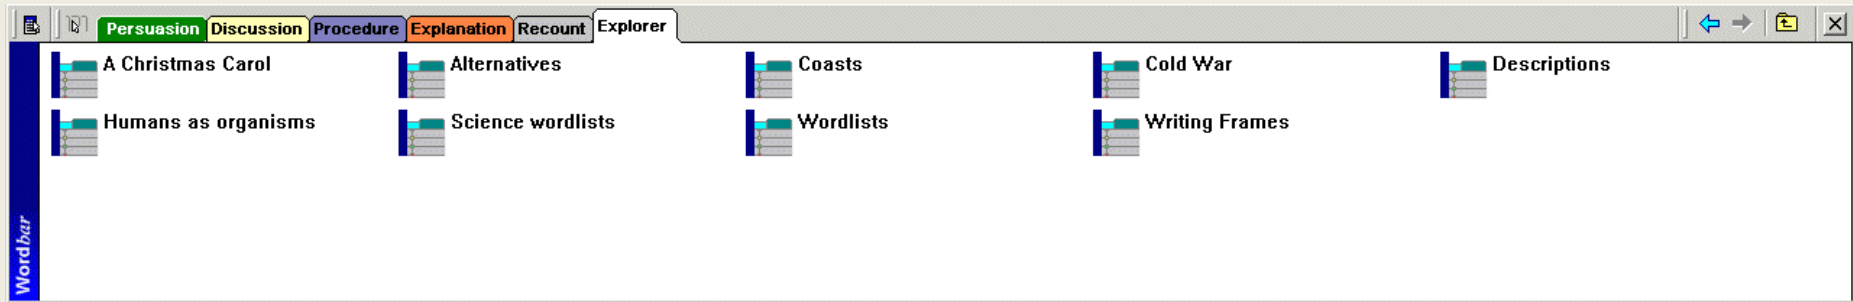 Persuasion Discussion Procedure Explanation Recount Explorer
A Christmas Carol Alternatives Coasts Cold War Descriptions
Humans as organisms Science wordlists Wordlists Writing Frames
Wordbar